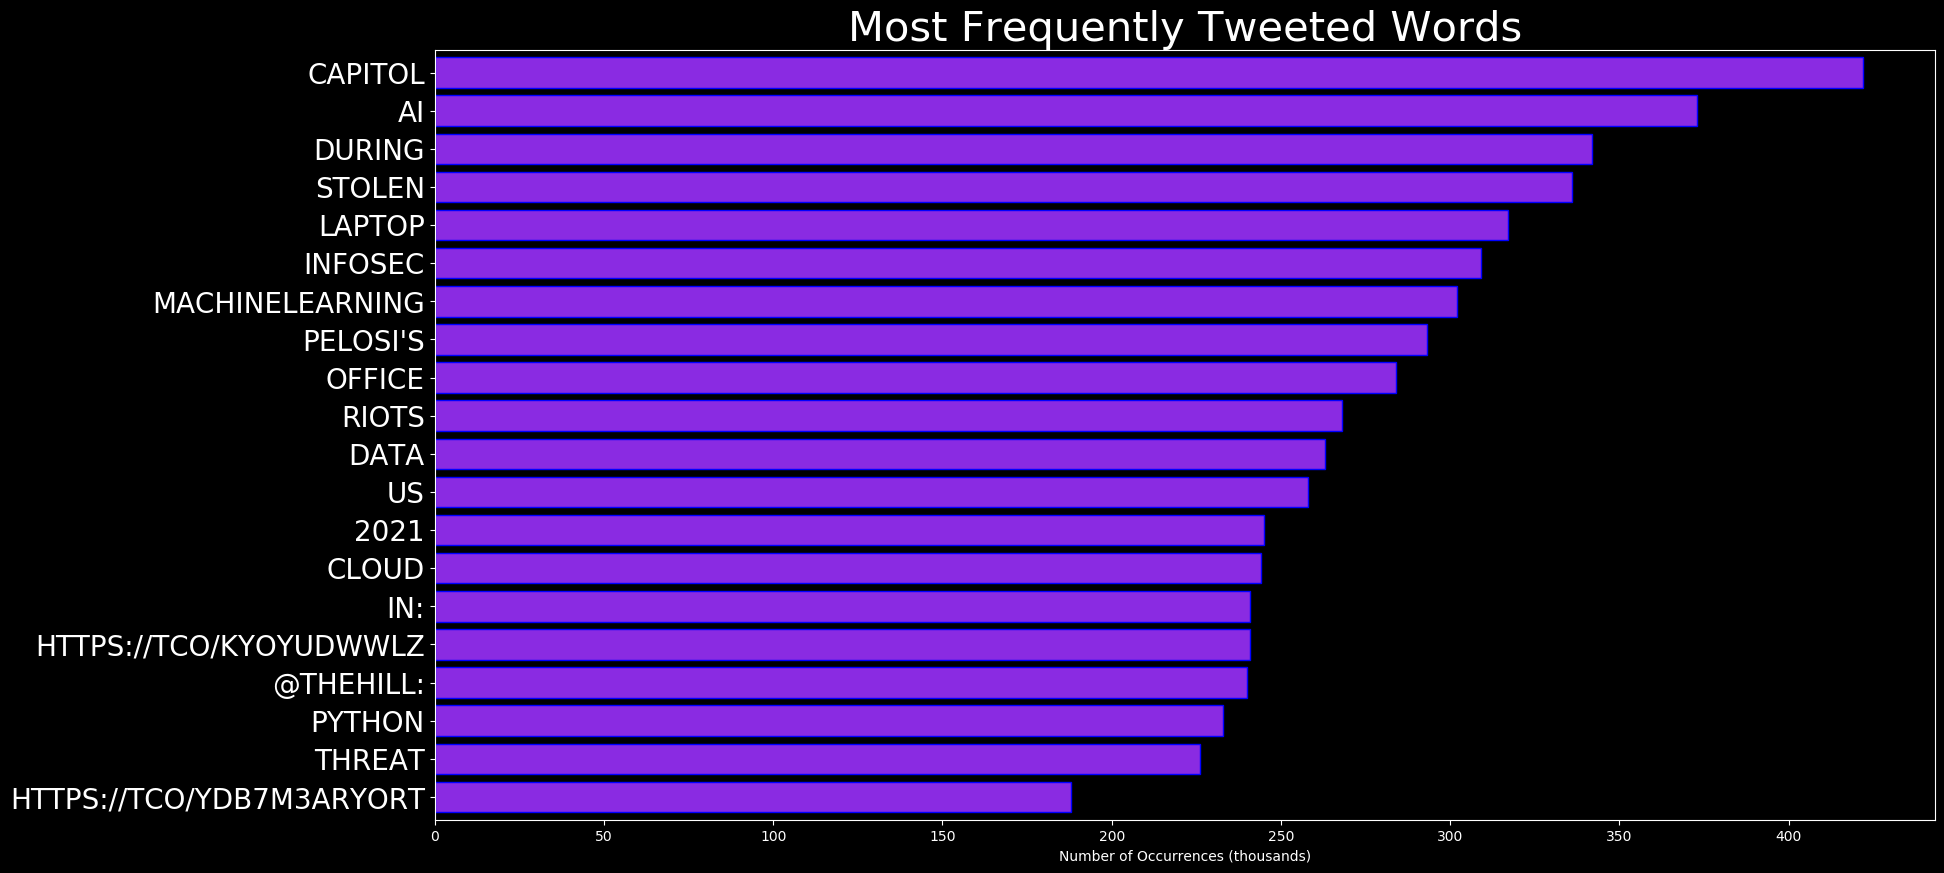 Most Frequently Tweeted Words
CAPITOL
AI
DURING
STOLEN
LAPTOP
INFOSEC
MACHINELEARNING
PELOSI'S
OFFICE
RIOTS
DATA
US
2021
CLOUD
IN:
HTTPS://TCO/KYOYUDWWLZ
@THEHILL:
PYTHON
THREAT
HTTPS://TCO/YDB7M3ARYORT
0 50 100 150 200 250 300 350 400
Number of Occurrences (thousands)